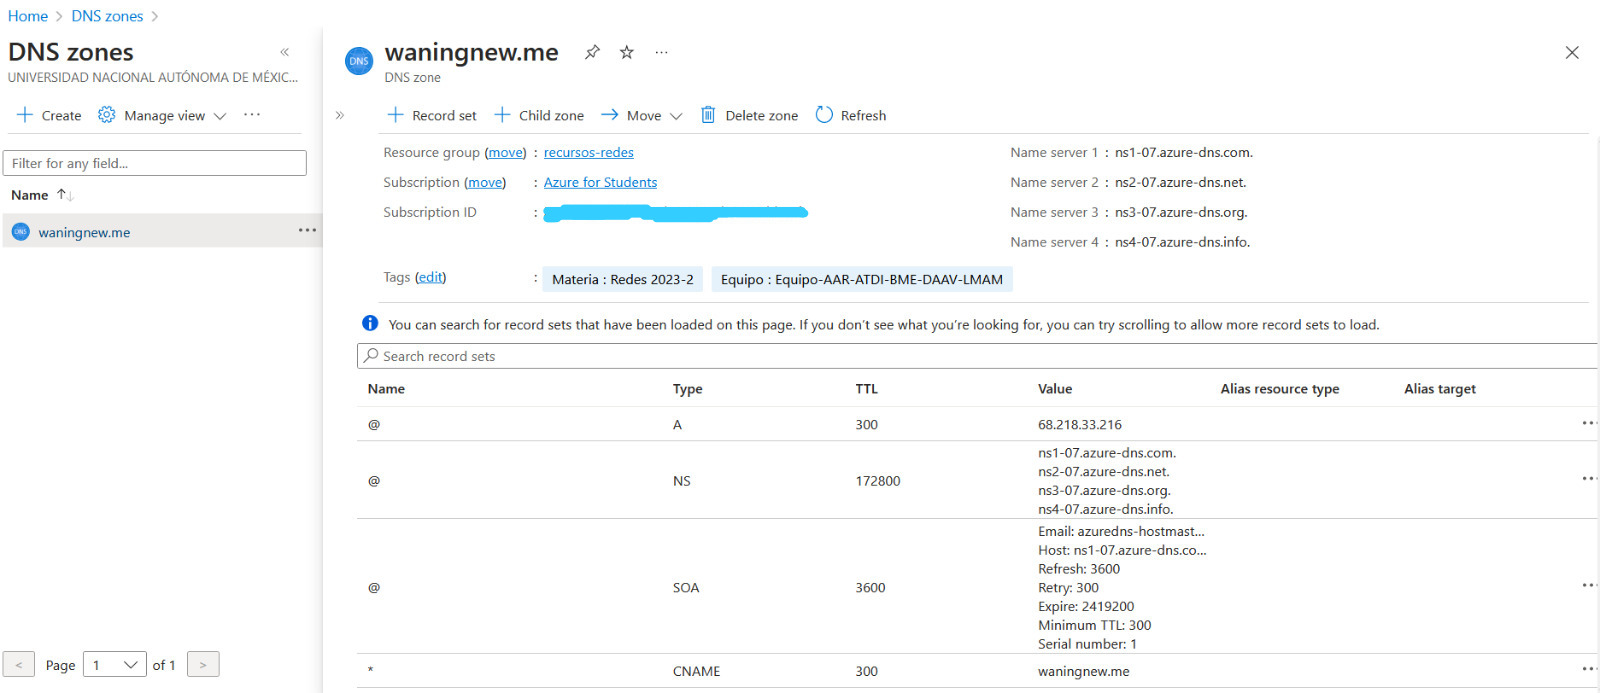 Home > DNS zones >
DNS zones «
UNIVERSIDAD NACIONAL AUTÓNOMA DE MÉXIC...
+ Create Manage view ...
Filter for any field...
Name ↑↓
DNS waningnew.me ...
< Page 1 of 1 >
DNS waningnew.me ...
DNS zone
» + Record set + Child zone → Move Delete zone Refresh
Resource group (move) : recursos-redes
Subscription (move) : Azure for Students
Subscription ID :
Name server 1 : ns1-07.azure-dns.com.
Name server 2 : ns2-07.azure-dns.net.
Name server 3 : ns3-07.azure-dns.org.
Name server 4 : ns4-07.azure-dns.info.
Tags (edit) : Materia : Redes 2023-2 Equipo : Equipo-AAR-ATDI-BME-DAAV-LMAM
You can search for record sets that have been loaded on this page. If you don't see what you're looking for, you can try scrolling to allow more record sets to load.
Search record sets
Name Type TTL Value Alias resource type Alias target
@ A 300 68.218.33.216 ...
@ NS 172800 ns1-07.azure-dns.com.
ns2-07.azure-dns.net.
ns3-07.azure-dns.org.
ns4-07.azure-dns.info.
@ SOA 3600 Email: azuredns-hostmast...
Host: ns1-07.azure-dns.co...
Refresh: 3600
Retry: 300
Expire: 2419200
Minimum TTL: 300
Serial number: 1
* CNAME 300 waningnew.me ...